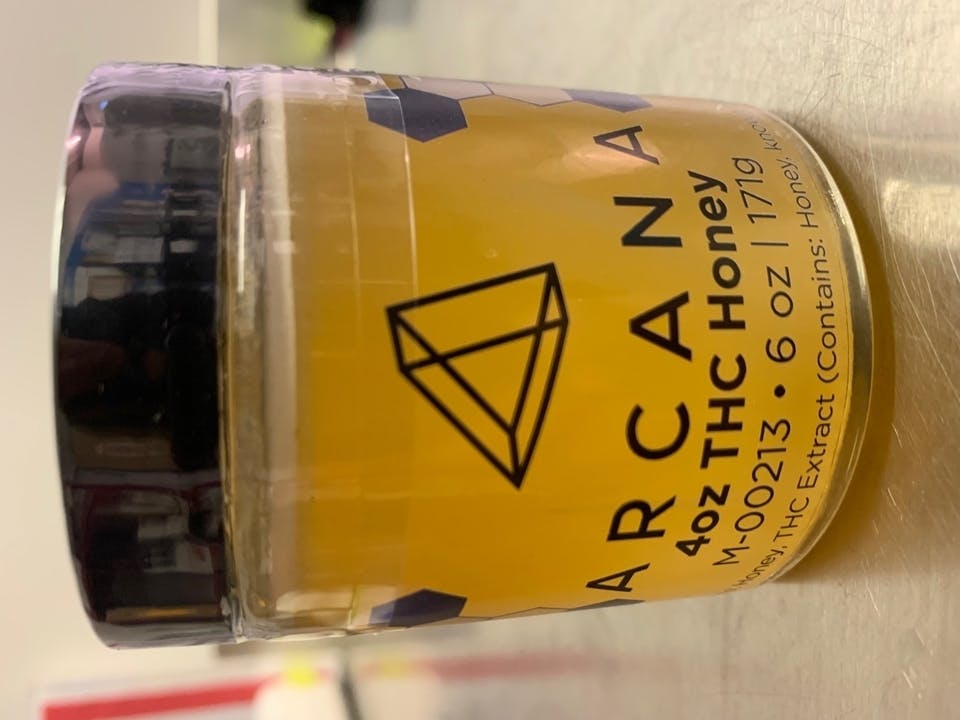 ARCANA
4oz THC Honey
M-00213 • 6 oz | 171g
Honey, THC Extract (Contains: Honey,